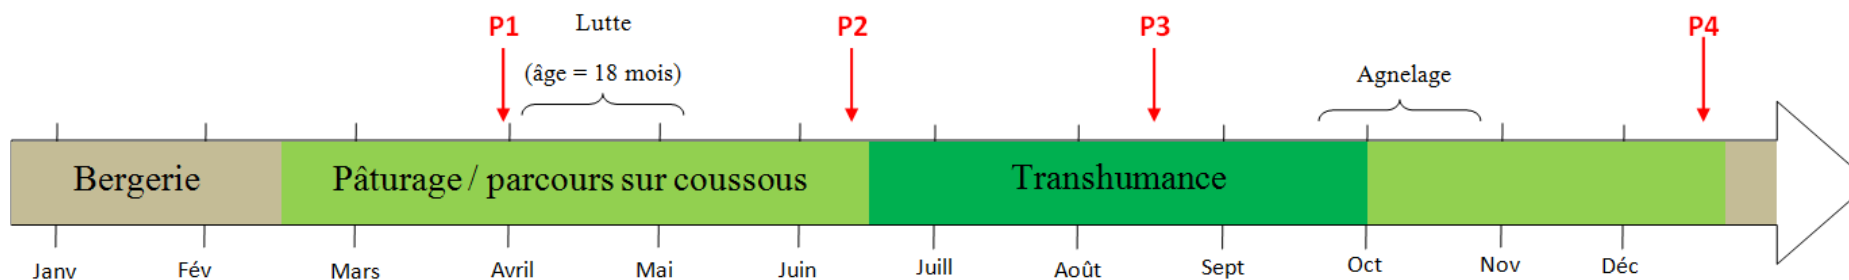 P1
Lutte
(âge = 18 mois)
P2
P3
Agnelage
P4
Bergerie
Pâturage / parcours sur coussous
Transhumance
Janv
Fév
Mars
Avril
Mai
Juin
Juill
Août
Sept
Oct
Nov
Déc